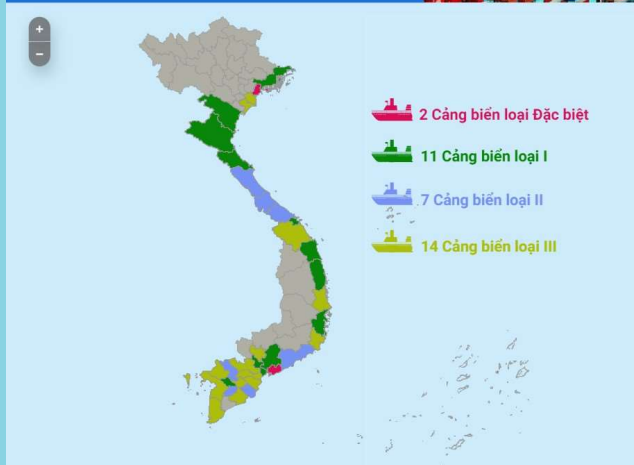 +
−
2 Cảng biển loại Đặc biệt
11 Cảng biển loại I
7 Cảng biển loại II
14 Cảng biển loại III